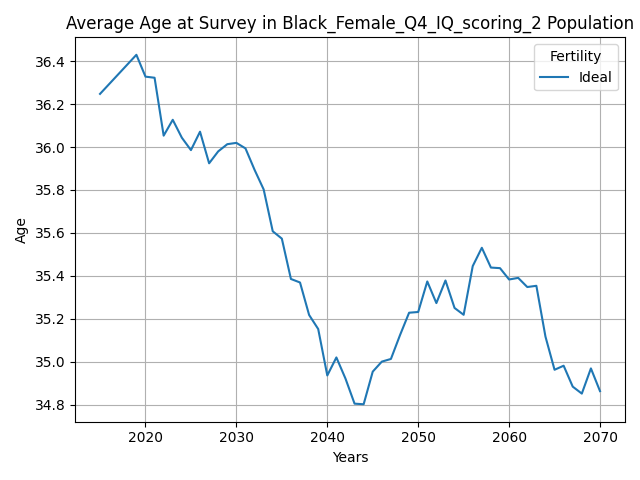 Average Age at Survey in Black_Female_Q4_IQ_scoring_2 Population
Fertility
Ideal
36.4
36.2
36.0
35.8
35.6
35.4
35.2
35.0
34.8
Age
2020 2030 2040 2050 2060 2070
Years